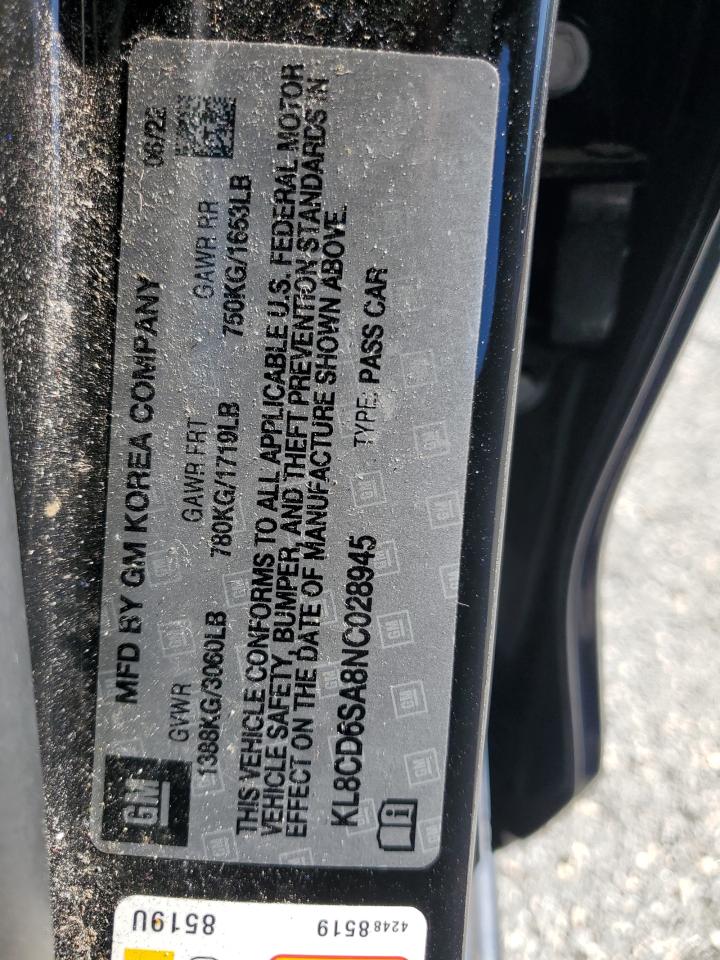 GM
MFD BY GM KOREA COMPANY 06/22
GVWR GAWR FRT GAWR RR
1388KG/3060LB 780KG/1719LB 750KG/1653LB
THIS VEHICLE CONFORMS TO ALL APPLICABLE U.S. FEDERAL MOTOR
VEHICLE SAFETY, BUMPER, AND THEFT PREVENTION STANDARDS IN
EFFECT ON THE DATE OF MANUFACTURE SHOWN ABOVE.
KL8CD6SA8NC028945 TYPE: PASS CAR
42488519 8519U